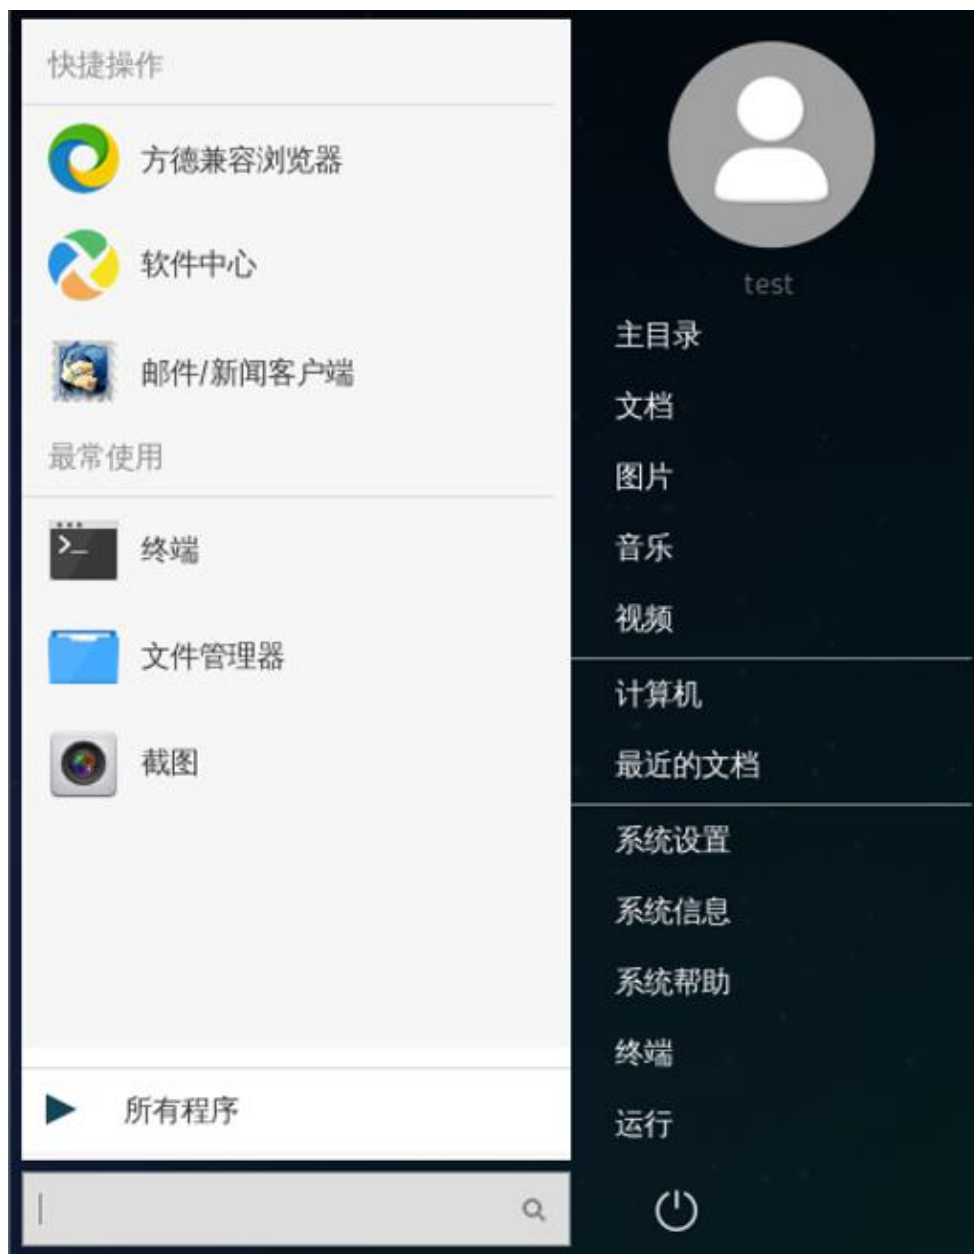 快捷操作
方德兼容浏览器
软件中心
邮件/新闻客户端
最常使用
终端
文件管理器
截图
所有程序
test
主目录
文档
图片
音乐
视频
计算机
最近的文档
系统设置
系统信息
系统帮助
终端
运行